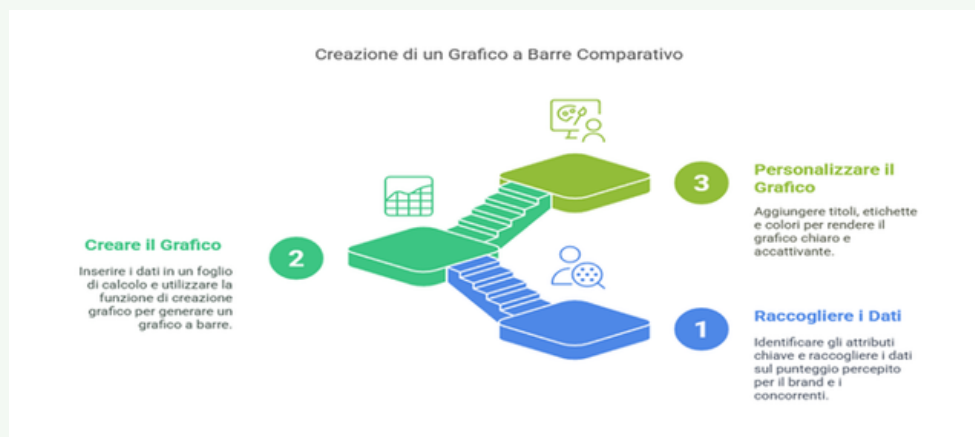 Creazione di un Grafico a Barre Comparativo
3
Personalizzare il
Grafico
Aggiungere titoli, etichette
e colori per rendere il
grafico chiaro e
accattivante.
Creare il Grafico
2
Inserire i dati in un foglio
di calcolo e utilizzare la
funzione di creazione
grafico per generare un
grafico a barre.
1
Raccogliere i Dati
Identificare gli attributi
chiave e raccogliere i dati
sul punteggio percepito
per il brand e i
concorrenti.